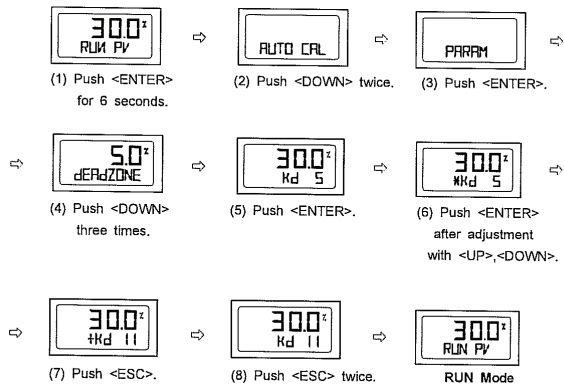 30.0%
RUN PV
(1) Push <ENTER>
for 6 seconds.
AUTO CAL
(2) Push <DOWN> twice.
PARAM
(3) Push <ENTER>.
5.0%
dEAdZONE
(4) Push <DOWN>
three times.
30.0%
Kd 5
(5) Push <ENTER>.
30.0%
*Kd 5
(6) Push <ENTER>
after adjustment
with <UP>,<DOWN>.
30.0%
+Kd 11
(7) Push <ESC>.
30.0%
Kd 11
(8) Push <ESC> twice.
30.0%
RUN PV
RUN Mode